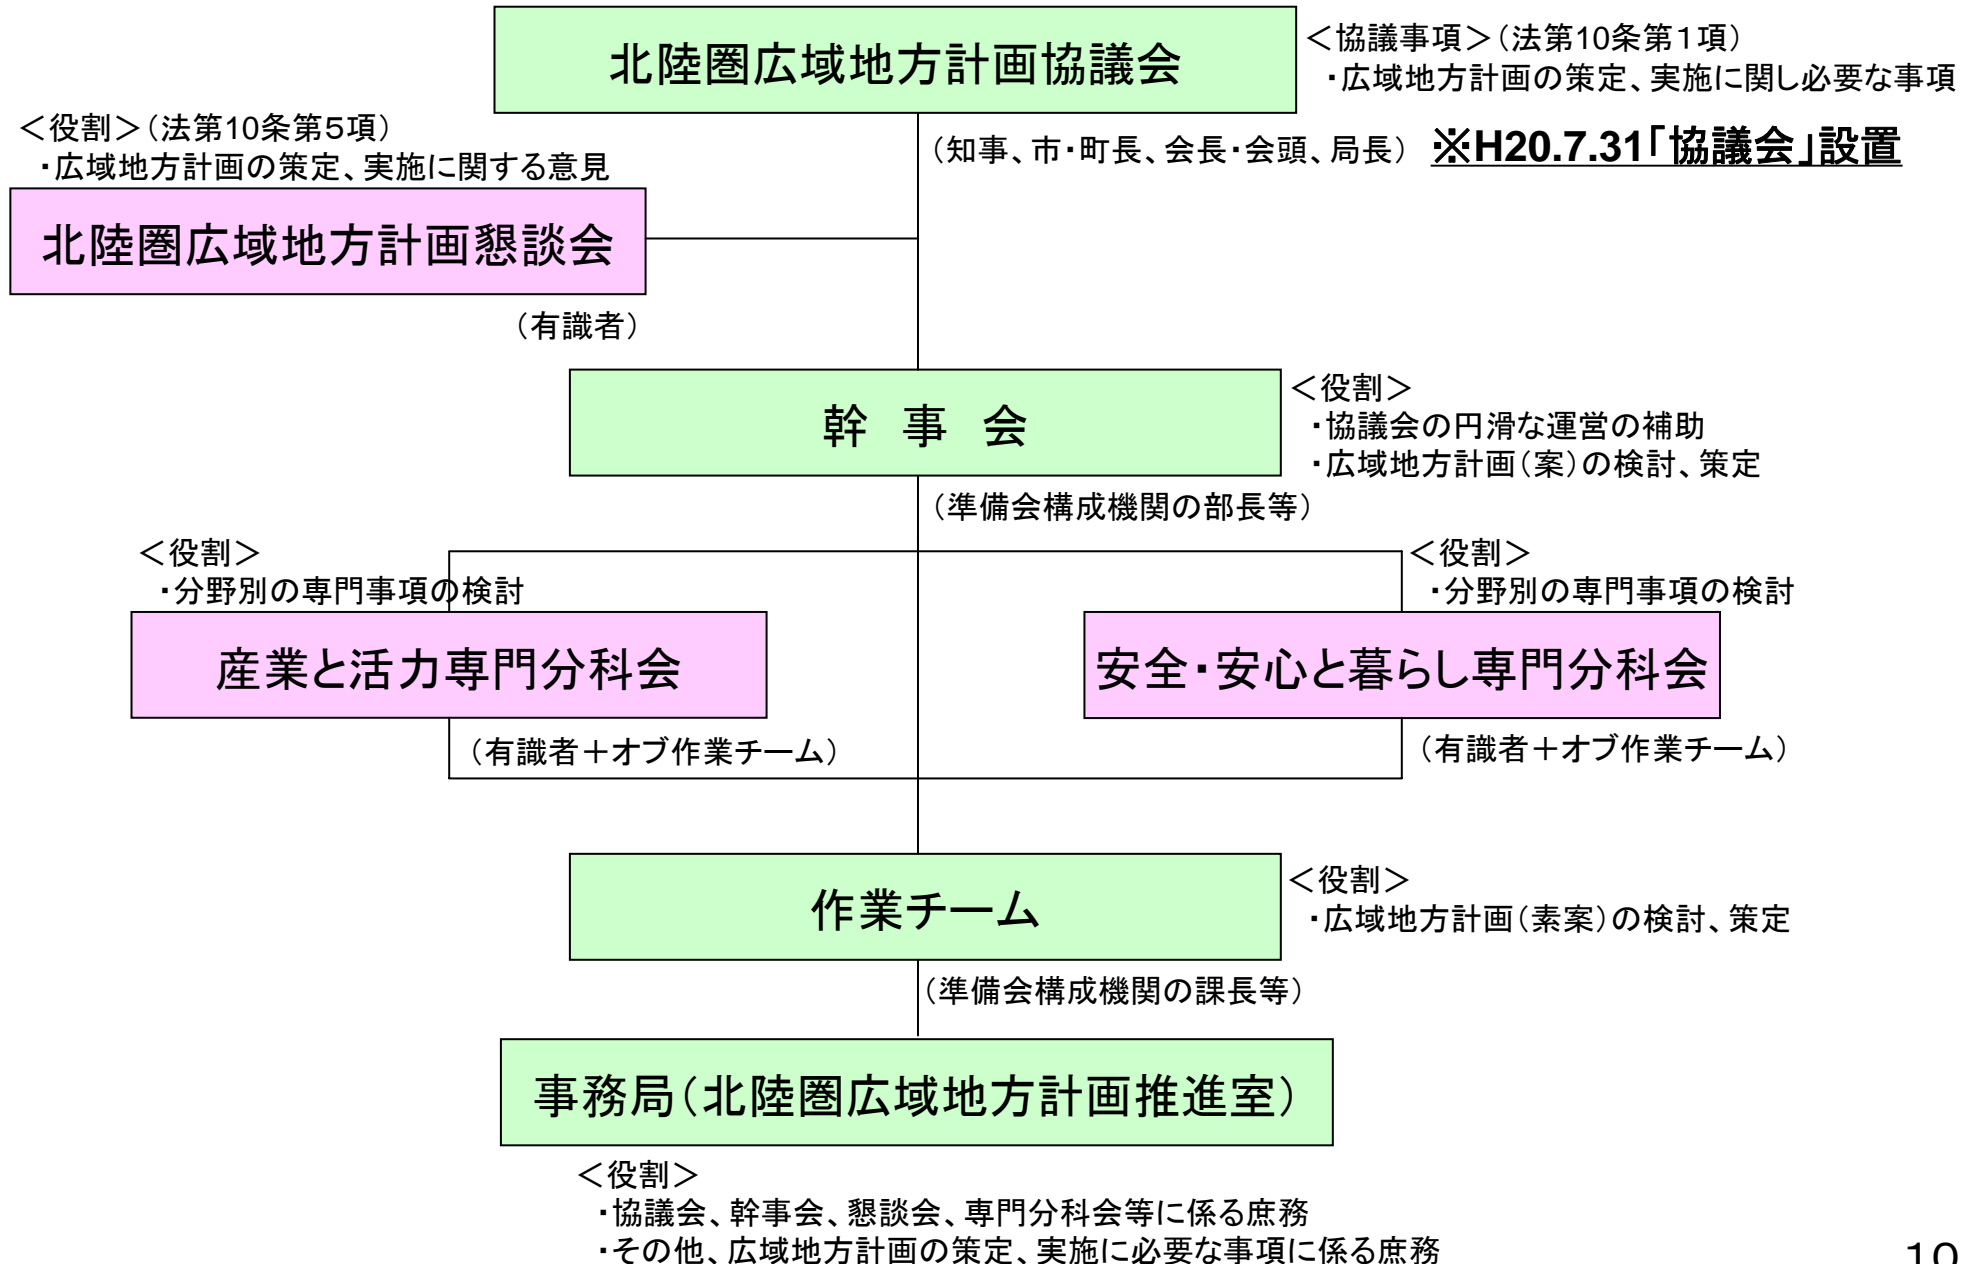 北陸圏広域地方計画協議会
＜協議事項＞（法第10条第１項）
・広域地方計画の策定、実施に関し必要な事項
＜役割＞（法第10条第５項）
・広域地方計画の策定、実施に関する意見
（知事、市・町長、会長・会頭、局長）　※H20.7.31「協議会」設置
北陸圏広域地方計画懇談会
（有識者）
幹　事　会
＜役割＞
・協議会の円滑な運営の補助
・広域地方計画（案）の検討、策定
（準備会構成機関の部長等）
＜役割＞
・分野別の専門事項の検討
産業と活力専門分科会
（有識者＋オブ作業チーム）
＜役割＞
・分野別の専門事項の検討
安全・安心と暮らし専門分科会
（有識者＋オブ作業チーム）
作業チーム
＜役割＞
・広域地方計画（素案）の検討、策定
（準備会構成機関の課長等）
事務局（北陸圏広域地方計画推進室）
＜役割＞
・協議会、幹事会、懇談会、専門分科会等に係る庶務
・その他、広域地方計画の策定、実施に必要な事項に係る庶務
10